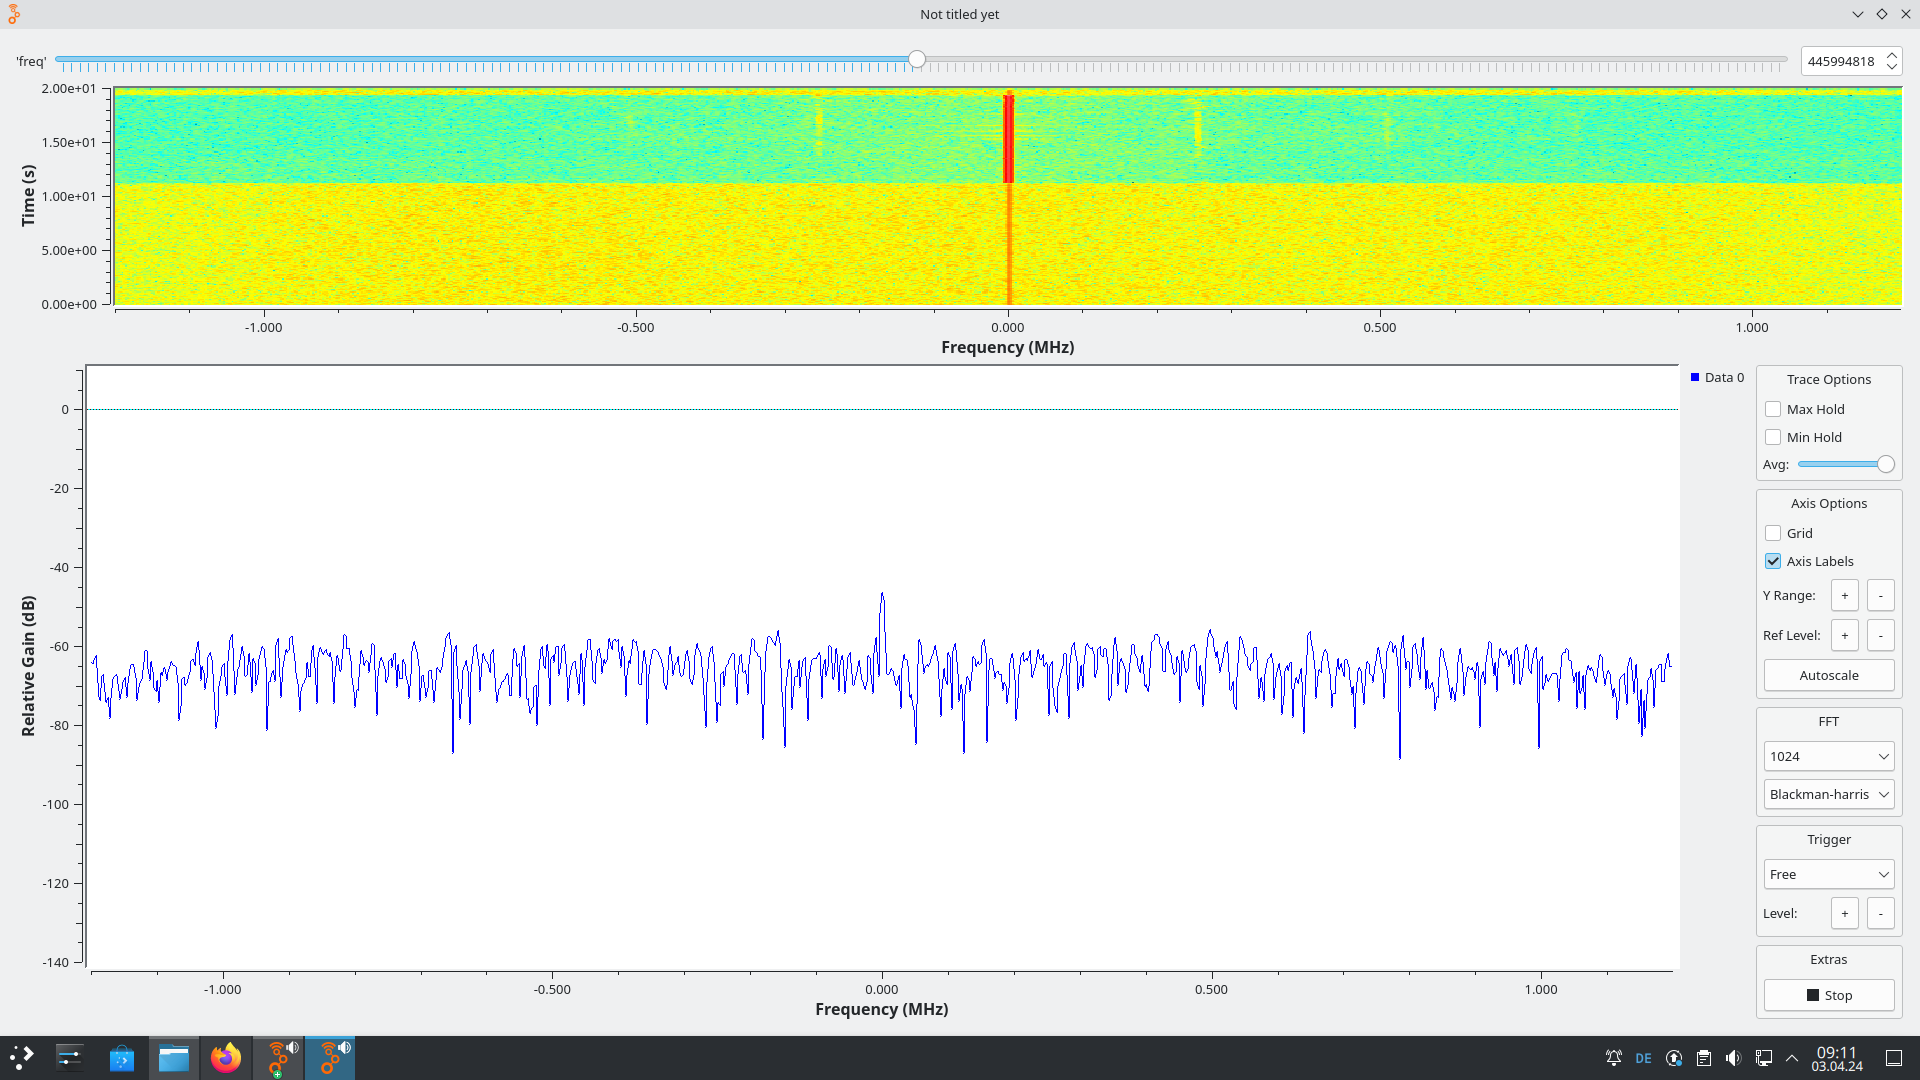 Not titled yet
'freq'
445994818
2.00e+01
1.50e+01
1.00e+01
5.00e+00
0.00e+00
Time (s)
-1.000
-0.500
0.000
0.500
1.000
Frequency (MHz)
0
-20
-40
-60
-80
-100
-120
-140
Relative Gain (dB)
-1.000
-0.500
0.000
0.500
1.000
Frequency (MHz)
Data 0
Trace Options
Max Hold
Min Hold
Avg:
Axis Options
Grid
Axis Labels
Y Range: + -
Ref Level: + -
Autoscale
FFT
1024
Blackman-harris
Trigger
Free
Level: + -
Extras
Stop
DE
09:11
03.04.24